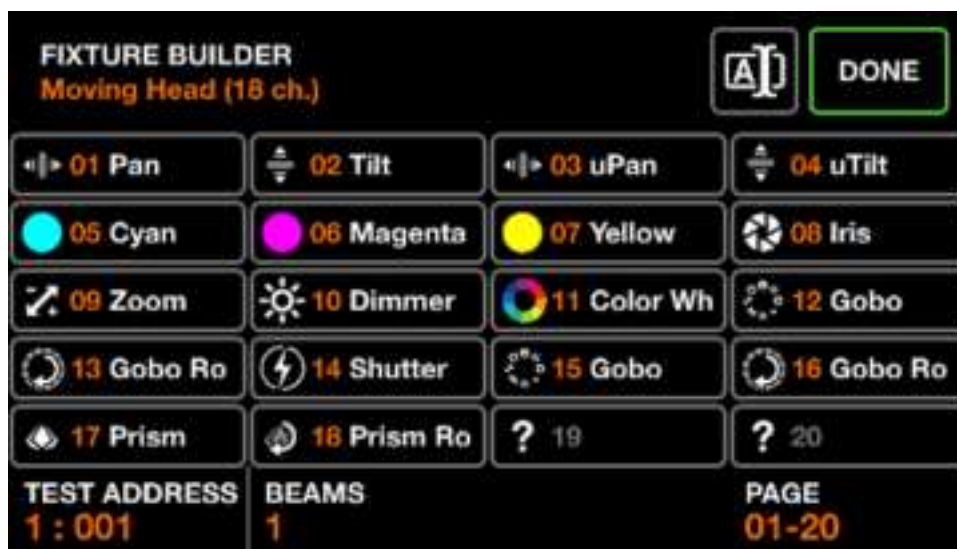 FIXTURE BUILDER
Moving Head (18 ch.)
A
DONE
01 Pan
02 Tilt
03 uPan
04 uTilt
05 Cyan
06 Magenta
07 Yellow
08 Iris
09 Zoom
10 Dimmer
11 Color Wh
12 Gobo
13 Gobo Ro
14 Shutter
15 Gobo
16 Gobo Ro
17 Prism
18 Prism Ro
? 19
? 20
TEST ADDRESS
1 : 001
BEAMS
1
PAGE
01-20